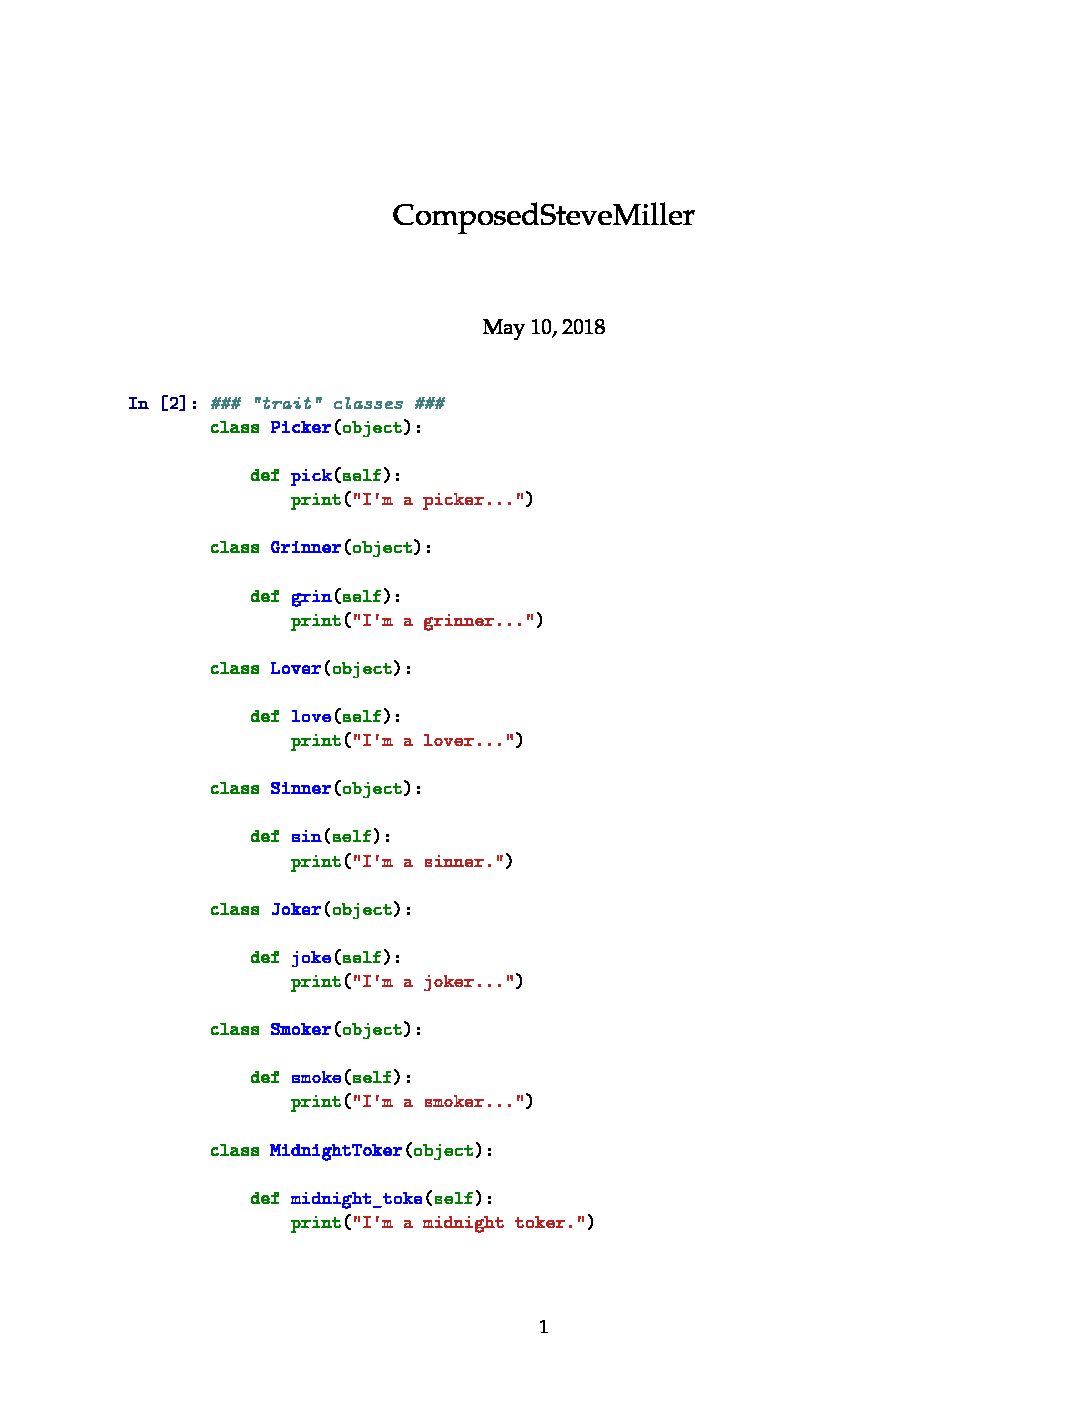 ComposedSteveMiller
May 10, 2018
In [2]: ### "trait" classes ###
class Picker(object):
def pick(self):
print("I'm a picker...")
class Grinner(object):
def grin(self):
print("I'm a grinner...")
class Lover(object):
def love(self):
print("I'm a lover...")
class Sinner(object):
def sin(self):
print("I'm a sinner.")
class Joker(object):
def joke(self):
print("I'm a joker...")
class Smoker(object):
def smoke(self):
print("I'm a smoker...")
class MidnightToker(object):
def midnight_toke(self):
print("I'm a midnight toker.")
1